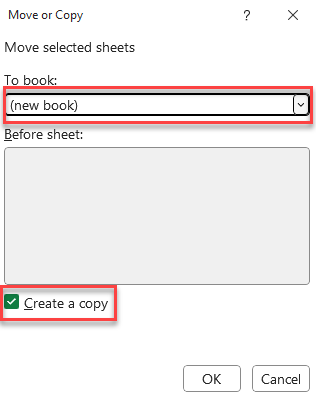 Move or Copy ?
Move selected sheets
To book:
(new book)
Before sheet:
Create a copy
OK Cancel